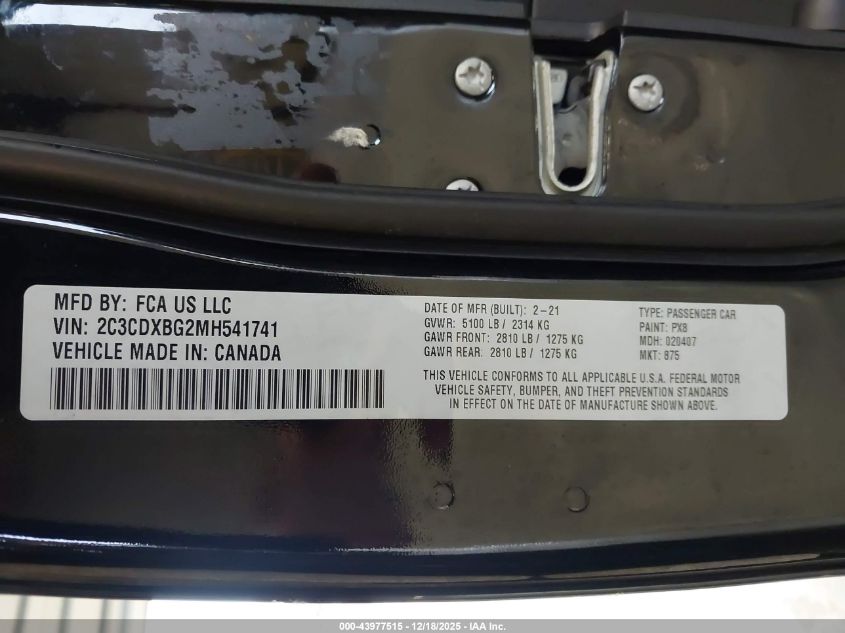 MFD BY: FCA US LLC
VIN: 2C3CDXBG2MH541741
VEHICLE MADE IN: CANADA
DATE OF MFR (BUILT): 2-21
GVWR: 5100 LB / 2314 KG
GAWR FRONT: 2810 LB / 1275 KG
GAWR REAR: 2810 LB / 1275 KG
TYPE: PASSENGER CAR
PAINT: PX8
MDH: 020407
MKT: 875
THIS VEHICLE CONFORMS TO ALL APPLICABLE U.S.A. FEDERAL MOTOR
VEHICLE SAFETY, BUMPER, AND THEFT PREVENTION STANDARDS
IN EFFECT ON THE DATE OF MANUFACTURE SHOWN ABOVE.
000-43977515 - 12/18/2025 - IAA Inc.